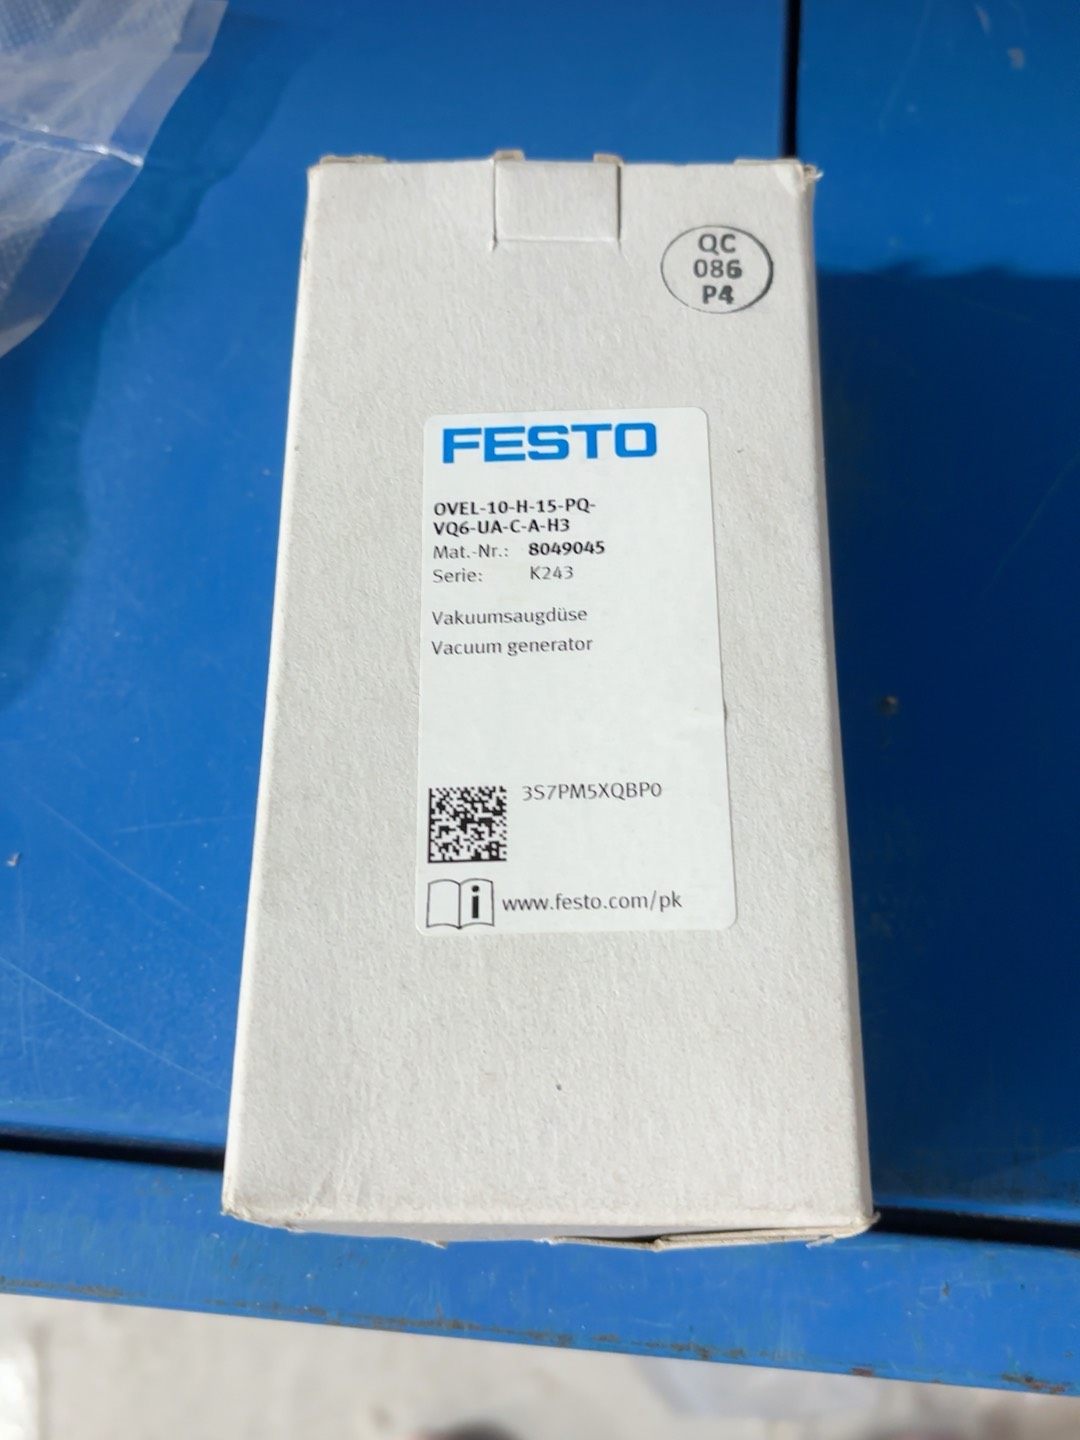 QC
086
P4
FESTO
OVEL-10-H-15-PQ-
VQ6-UA-C-A-H3
Mat.-Nr.: 8049045
Serie: K243
Vakuumsaugdüse
Vacuum generator
3S7PM5XQBP0
i www.festo.com/pk